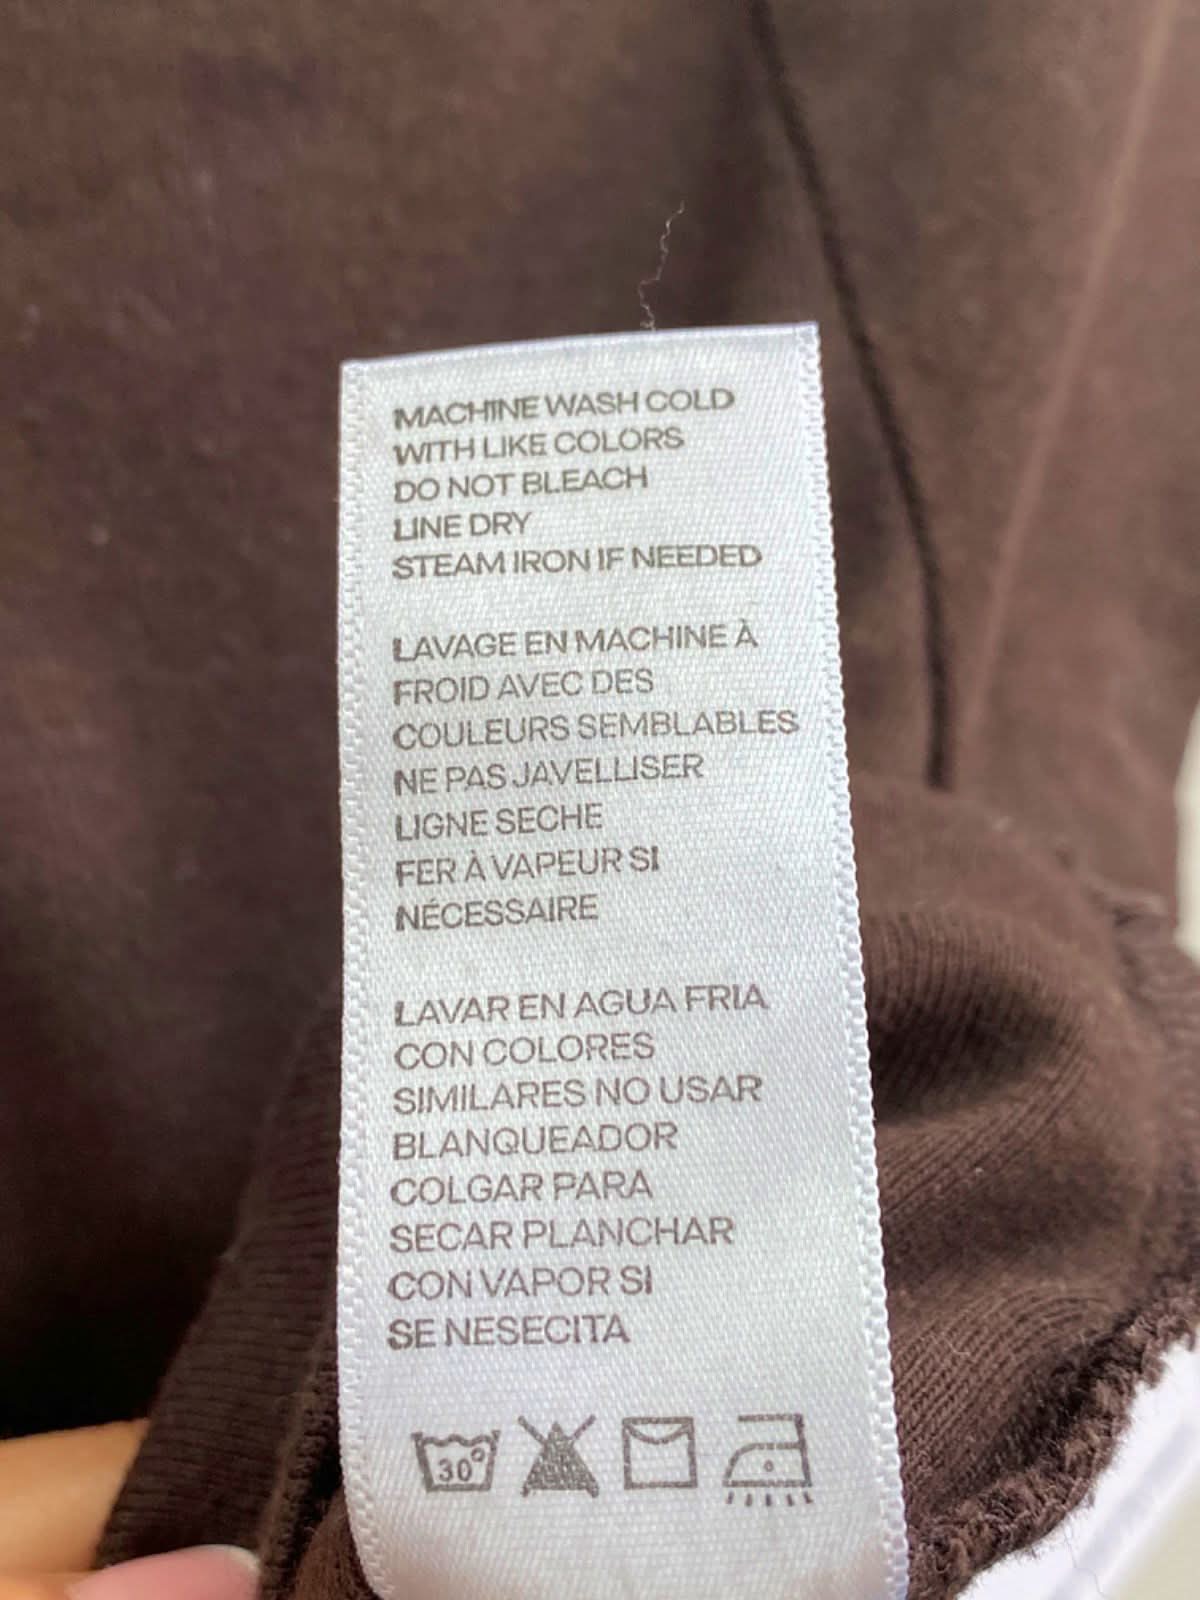 MACHINE WASH COLD
WITH LIKE COLORS
DO NOT BLEACH
LINE DRY
STEAM IRON IF NEEDED
LAVAGE EN MACHINE À
FROID AVEC DES
COULEURS SEMBLABLES
NE PAS JAVELLISER
LIGNE SECHE
FER À VAPEUR SI
NÉCESSAIRE
LAVAR EN AGUA FRIA
CON COLORES
SIMILARES NO USAR
BLANQUEADOR
COLGAR PARA
SECAR PLANCHAR
CON VAPOR SI
SE NESECITA
30°